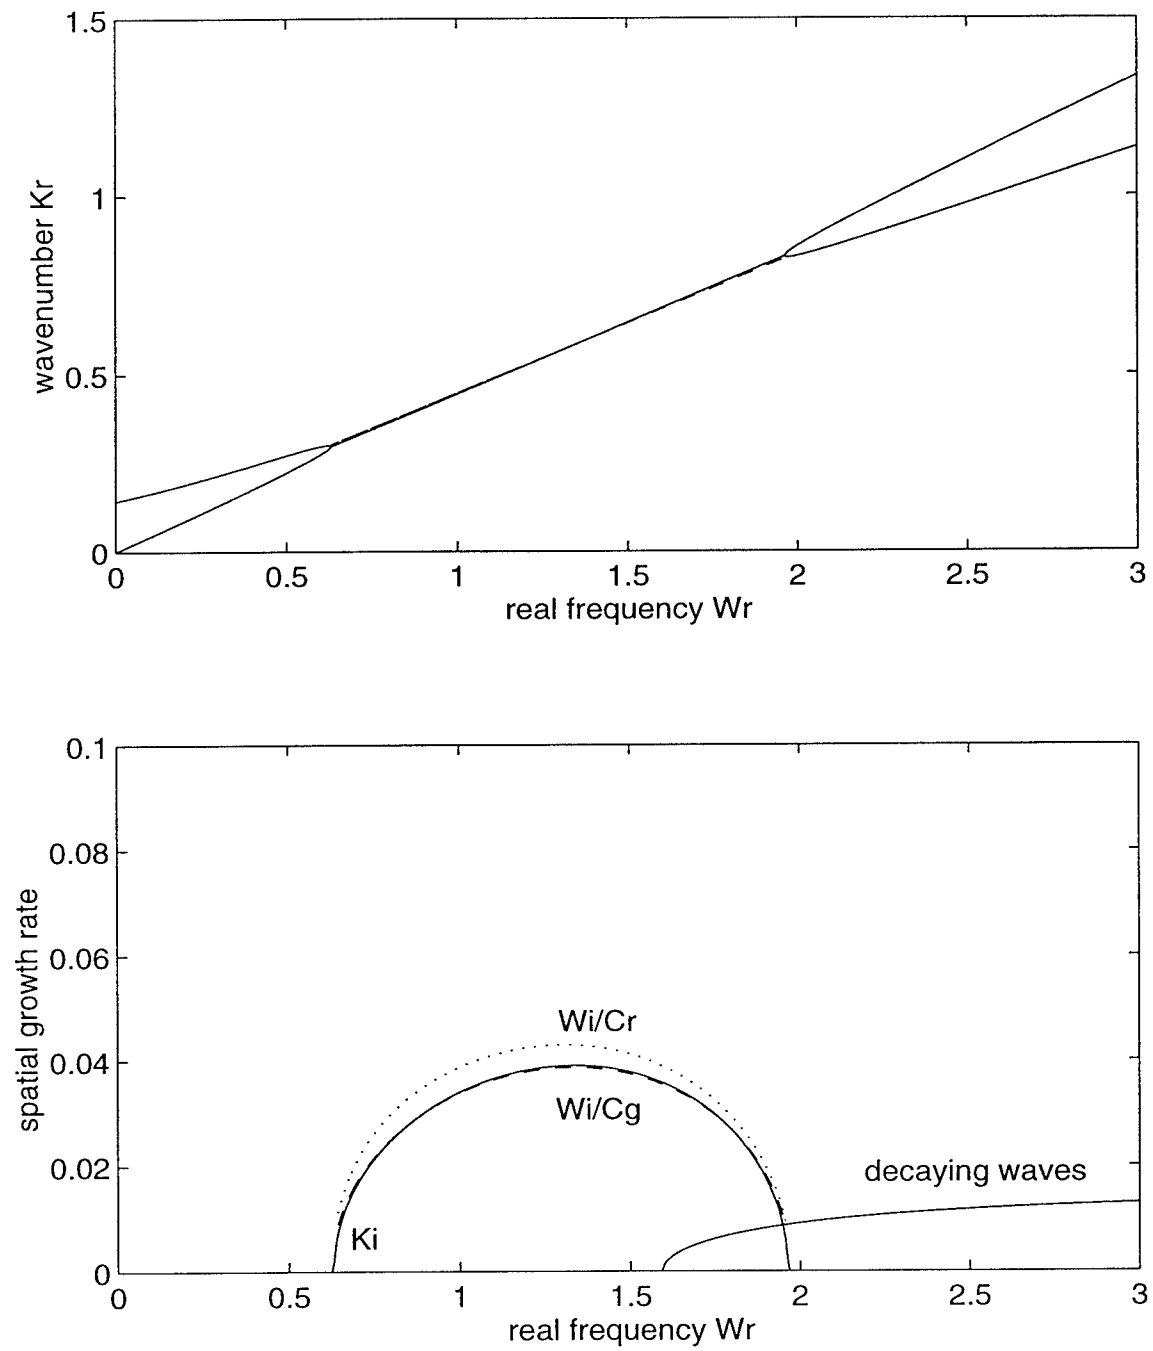 1.5
1
0.5
0
wavenumber Kr
0 0.5 1 1.5 2 2.5 3
real frequency Wr
0.1
0.08
0.06
0.04
0.02
0
spatial growth rate
Wi/Cr
Wi/Cg
Ki
decaying waves
0 0.5 1 1.5 2 2.5 3
real frequency Wr